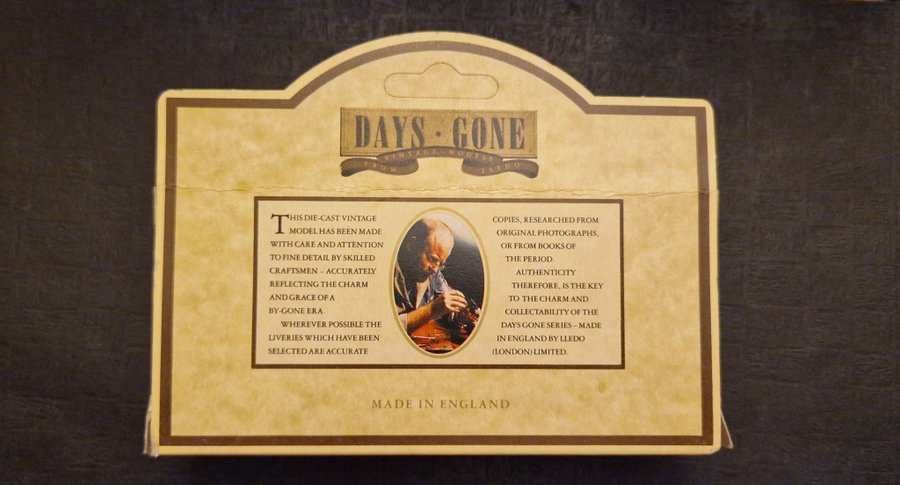 DAYS · GONE
VINTAGE · MODELS
FROM LLEDO
THIS DIE-CAST VINTAGE
MODEL HAS BEEN MADE
WITH CARE AND ATTENTION
TO FINE DETAIL BY SKILLED
CRAFTSMEN – ACCURATELY
REFLECTING THE CHARM
AND GRACE OF A
BY-GONE ERA.
WHEREVER POSSIBLE THE
LIVERIES WHICH HAVE BEEN
SELECTED ARE ACCURATE
COPIES, RESEARCHED FROM
ORIGINAL PHOTOGRAPHS,
OR FROM BOOKS OF
THE PERIOD.
AUTHENTICITY
THEREFORE, IS THE KEY
TO THE CHARM AND
COLLECTABILITY OF THE
DAYS GONE SERIES – MADE
IN ENGLAND BY LLEDO
(LONDON) LIMITED.
MADE IN ENGLAND